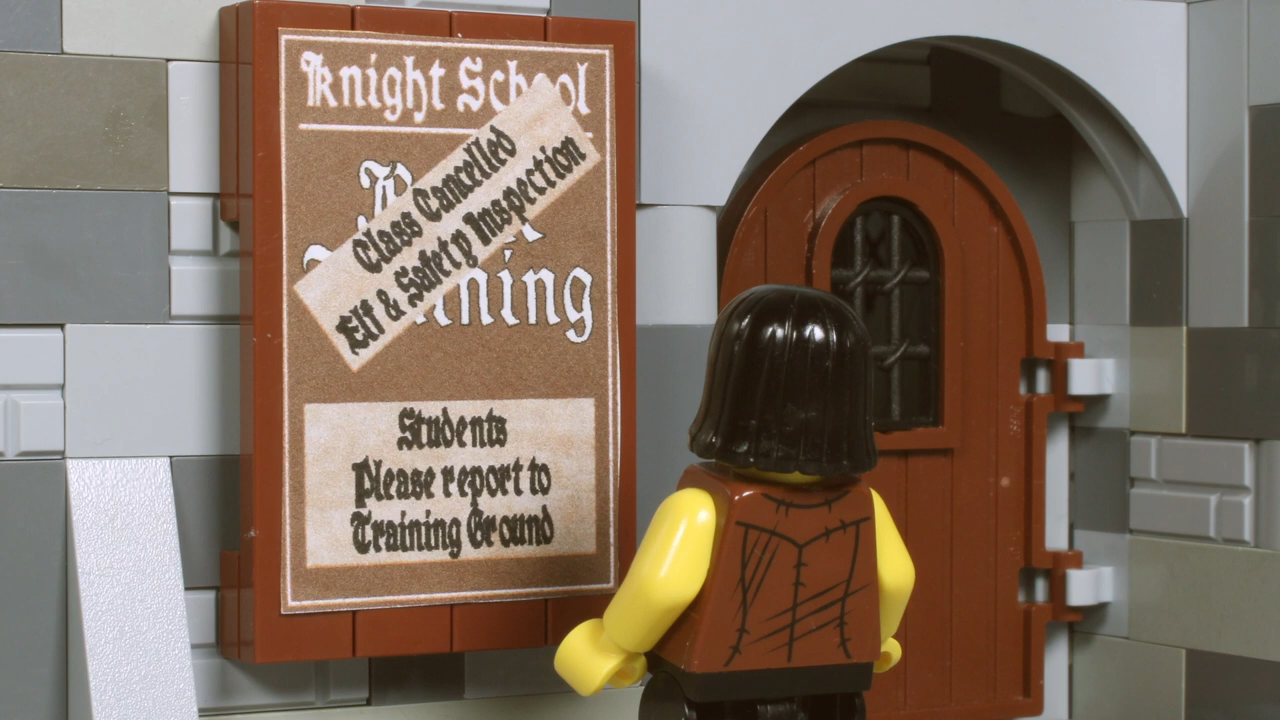 Knight School
Class Cancelled
Elf & Safety Inspection
Students
Please report to
Training Ground